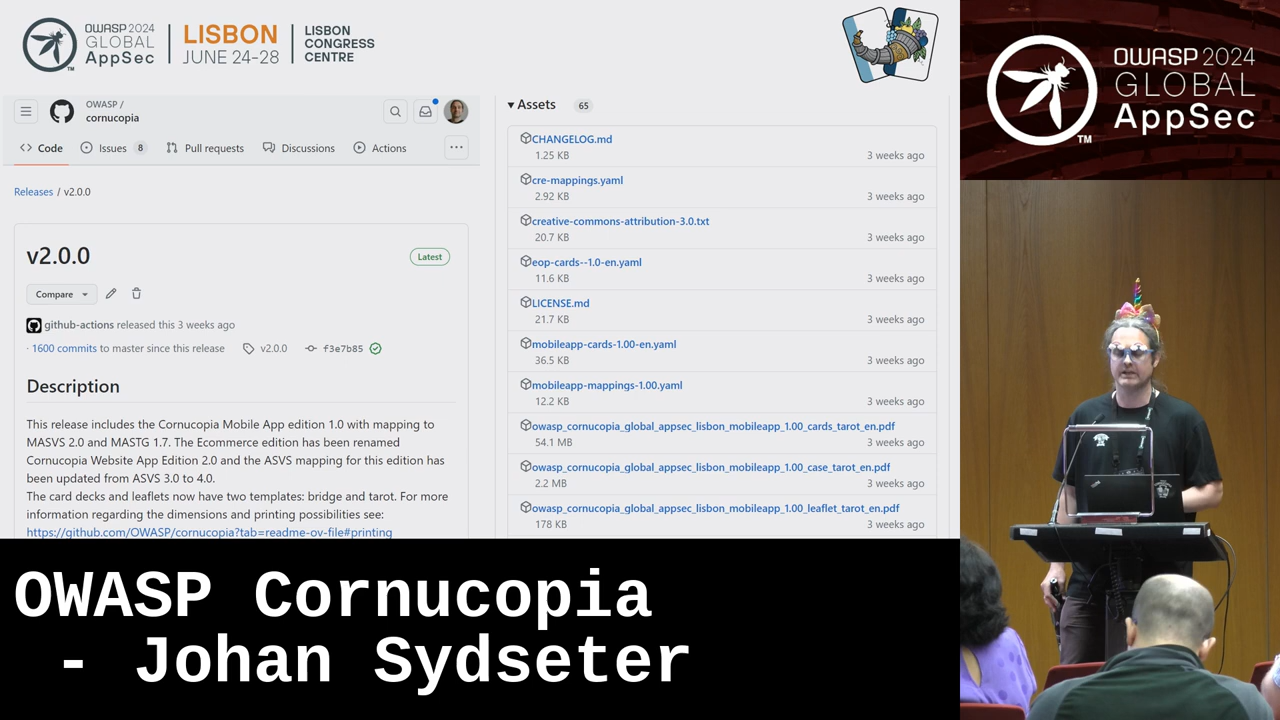 OWASP 2024
GLOBAL
AppSec
TM
LISBON
JUNE 24-28
LISBON
CONGRESS
CENTRE
OWASP /
cornucopia
Code
Issues 8
Pull requests
Discussions
Actions
Releases / v2.0.0
v2.0.0
Latest
Compare
github-actions released this 3 weeks ago
· 1600 commits to master since this release
v2.0.0
f3e7b85
Description
This release includes the Cornucopia Mobile App edition 1.0 with mapping to
MASVS 2.0 and MASTG 1.7. The Ecommerce edition has been renamed
Cornucopia Website App Edition 2.0 and the ASVS mapping for this edition has
been updated from ASVS 3.0 to 4.0.
The card decks and leaflets now have two templates: bridge and tarot. For more
information regarding the dimensions and printing possibilities see:
https://github.com/OWASP/cornucopia?tab=readme-ov-file#printing
Assets 65
CHANGELOG.md
1.25 KB 3 weeks ago
cre-mappings.yaml
2.92 KB 3 weeks ago
creative-commons-attribution-3.0.txt
20.7 KB 3 weeks ago
eop-cards--1.0-en.yaml
11.6 KB 3 weeks ago
LICENSE.md
21.7 KB 3 weeks ago
mobileapp-cards-1.00-en.yaml
36.5 KB 3 weeks ago
mobileapp-mappings-1.00.yaml
12.2 KB 3 weeks ago
owasp_cornucopia_global_appsec_lisbon_mobileapp_1.00_cards_tarot_en.pdf
54.1 MB 3 weeks ago
owasp_cornucopia_global_appsec_lisbon_mobileapp_1.00_case_tarot_en.pdf
2.2 MB 3 weeks ago
owasp_cornucopia_global_appsec_lisbon_mobileapp_1.00_leaflet_tarot_en.pdf
178 KB 3 weeks ago
OWASP 2024
GLOBAL
AppSec
TM
OWASP Cornucopia
- Johan Sydseter